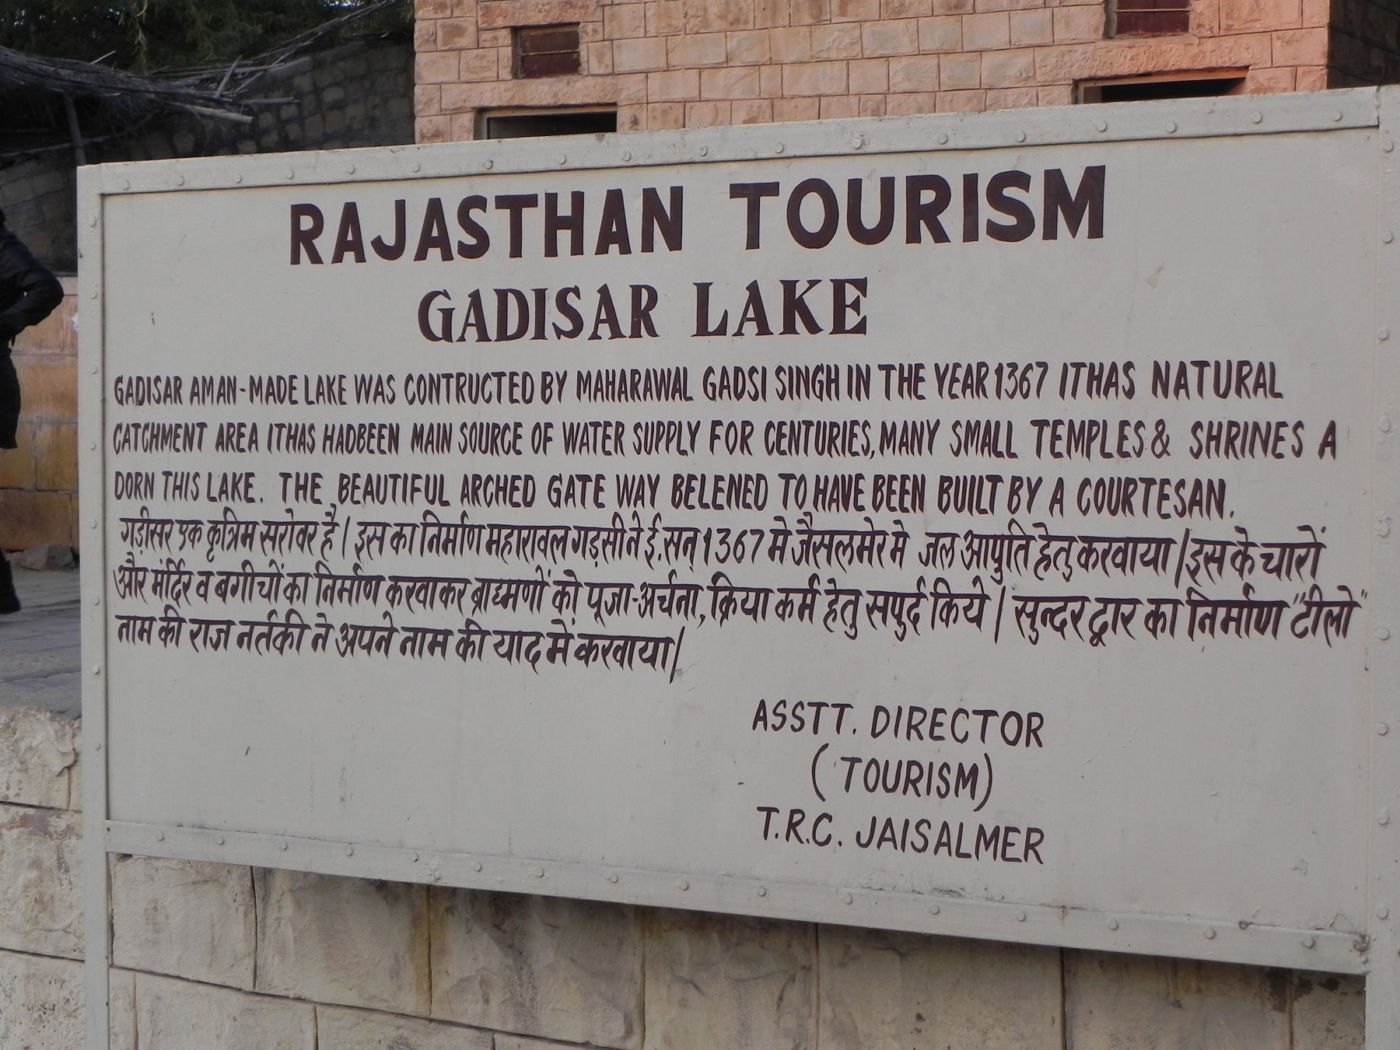 RAJASTHAN TOURISM
GADISAR LAKE
GADISAR AMAN-MADE LAKE WAS CONTRUCTED BY MAHARAWAL GADSI SINGH IN THE YEAR 1367 ITHAS NATURAL
CATCHMENT AREA ITHAS HADBEEN MAIN SOURCE OF WATER SUPPLY FOR CENTURIES, MANY SMALL TEMPLES & SHRINES A
DORN THIS LAKE. THE BEAUTIFUL ARCHED GATE WAY BELENED TO HAVE BEEN BUILT BY A COURTESAN.
गड़ीसर एक कृत्रिम सरोवर है। इस का निर्माण महारावल गड़सी ने ई. सन् 1367 मे जैसलमेर मे जल आपुति हेतु करवाया। इस के चारों
और मंर्दिर व बगीचों का निर्माण करवाकर ब्राह्मणों को पूजा-अर्चना, क्रिया कर्म हेतु सपुर्द किये। सुन्दर द्वार का निर्माण "टीलो"
नाम की राज नर्तकी ने अपने नाम की याद में करवाया।
ASSTT. DIRECTOR
(TOURISM)
T.R.C. JAISALMER